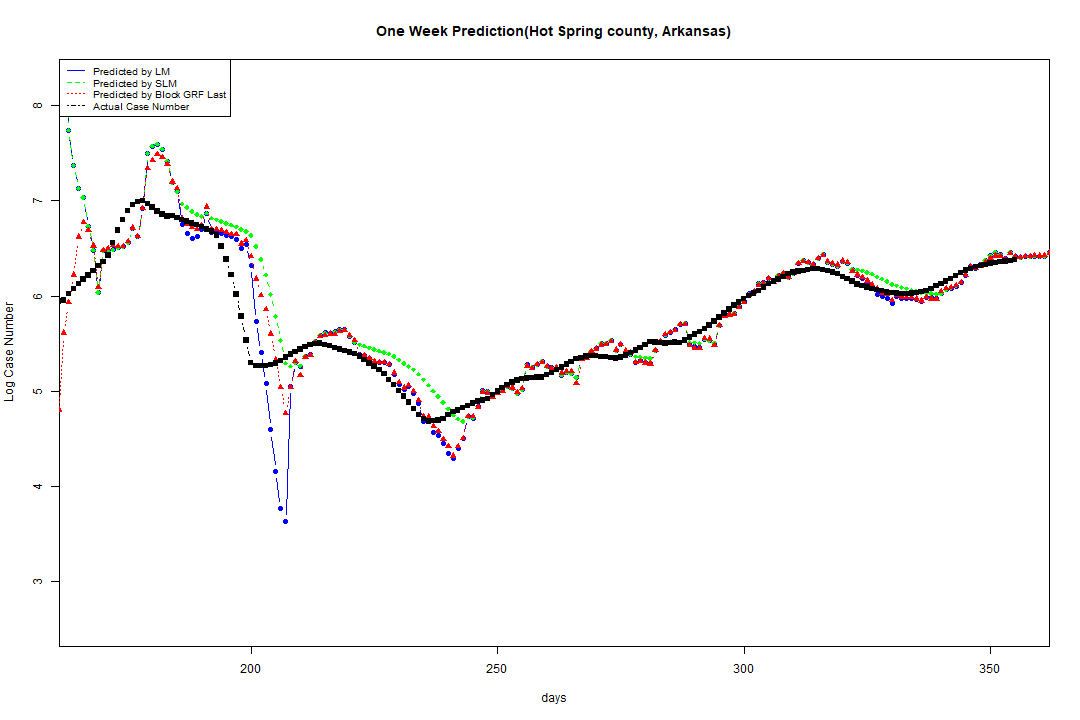 One Week Prediction(Hot Spring county, Arkansas)
Predicted by LM
Predicted by SLM
Predicted by Block GRF Last
Actual Case Number
Log Case Number
8
7
6
5
4
3
200 250 300 350
days